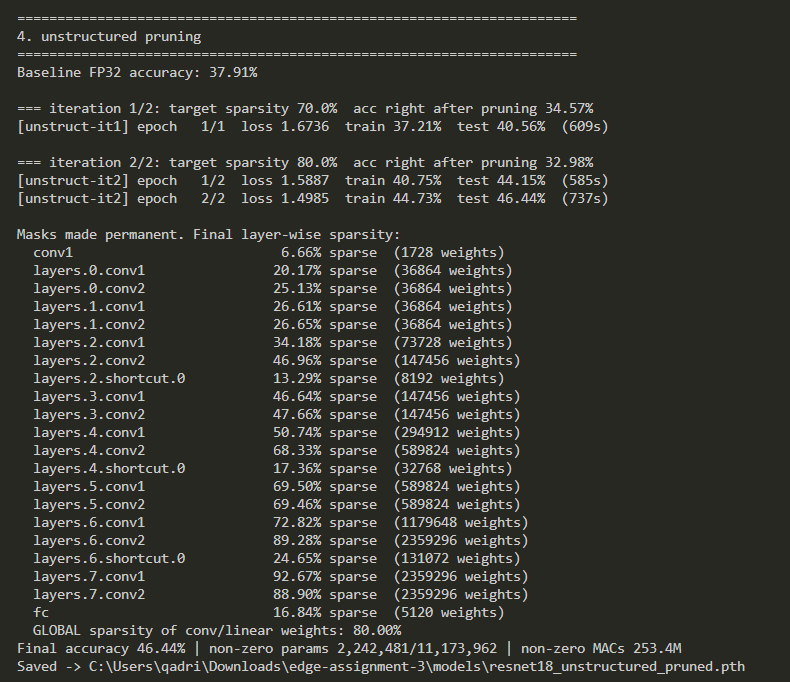 ======================================================================
4. unstructured pruning
======================================================================
Baseline FP32 accuracy: 37.91%

=== iteration 1/2: target sparsity 70.0%  acc right after pruning 34.57%
[unstruct-it1] epoch   1/1  loss 1.6736  train 37.21%  test 40.56%  (609s)

=== iteration 2/2: target sparsity 80.0%  acc right after pruning 32.98%
[unstruct-it2] epoch   1/2  loss 1.5887  train 40.75%  test 44.15%  (585s)
[unstruct-it2] epoch   2/2  loss 1.4985  train 44.73%  test 46.44%  (737s)

Masks made permanent. Final layer-wise sparsity:
  conv1                          6.66% sparse  (1728 weights)
  layers.0.conv1                20.17% sparse  (36864 weights)
  layers.0.conv2                25.13% sparse  (36864 weights)
  layers.1.conv1                26.61% sparse  (36864 weights)
  layers.1.conv2                26.65% sparse  (36864 weights)
  layers.2.conv1                34.18% sparse  (73728 weights)
  layers.2.conv2                46.96% sparse  (147456 weights)
  layers.2.shortcut.0           13.29% sparse  (8192 weights)
  layers.3.conv1                46.64% sparse  (147456 weights)
  layers.3.conv2                47.66% sparse  (147456 weights)
  layers.4.conv1                50.74% sparse  (294912 weights)
  layers.4.conv2                68.33% sparse  (589824 weights)
  layers.4.shortcut.0           17.36% sparse  (32768 weights)
  layers.5.conv1                69.50% sparse  (589824 weights)
  layers.5.conv2                69.46% sparse  (589824 weights)
  layers.6.conv1                72.82% sparse  (1179648 weights)
  layers.6.conv2                89.28% sparse  (2359296 weights)
  layers.6.shortcut.0           24.65% sparse  (131072 weights)
  layers.7.conv1                92.67% sparse  (2359296 weights)
  layers.7.conv2                88.90% sparse  (2359296 weights)
  fc                            16.84% sparse  (5120 weights)
  GLOBAL sparsity of conv/linear weights: 80.00%
Final accuracy 46.44% | non-zero params 2,242,481/11,173,962 | non-zero MACs 253.4M
Saved -> C:\Users\qadri\Downloads\edge-assignment-3\models\resnet18_unstructured_pruned.pth